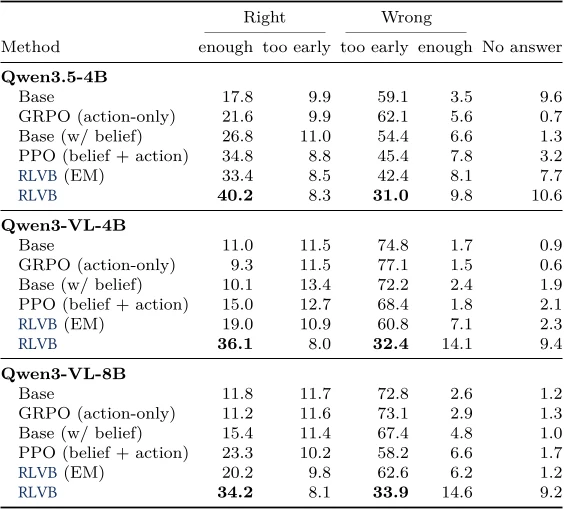 Right Wrong
Method enough too early too early enough No answer
Qwen3.5-4B
Base 17.8 9.9 59.1 3.5 9.6
GRPO (action-only) 21.6 9.9 62.1 5.6 0.7
Base (w/ belief) 26.8 11.0 54.4 6.6 1.3
PPO (belief + action) 34.8 8.8 45.4 7.8 3.2
RLVB (EM) 33.4 8.5 42.4 8.1 7.7
RLVB 40.2 8.3 31.0 9.8 10.6
Qwen3-VL-4B
Base 11.0 11.5 74.8 1.7 0.9
GRPO (action-only) 9.3 11.5 77.1 1.5 0.6
Base (w/ belief) 10.1 13.4 72.2 2.4 1.9
PPO (belief + action) 15.0 12.7 68.4 1.8 2.1
RLVB (EM) 19.0 10.9 60.8 7.1 2.3
RLVB 36.1 8.0 32.4 14.1 9.4
Qwen3-VL-8B
Base 11.8 11.7 72.8 2.6 1.2
GRPO (action-only) 11.2 11.6 73.1 2.9 1.3
Base (w/ belief) 15.4 11.4 67.4 4.8 1.0
PPO (belief + action) 23.3 10.2 58.2 6.6 1.7
RLVB (EM) 20.2 9.8 62.6 6.2 1.2
RLVB 34.2 8.1 33.9 14.6 9.2